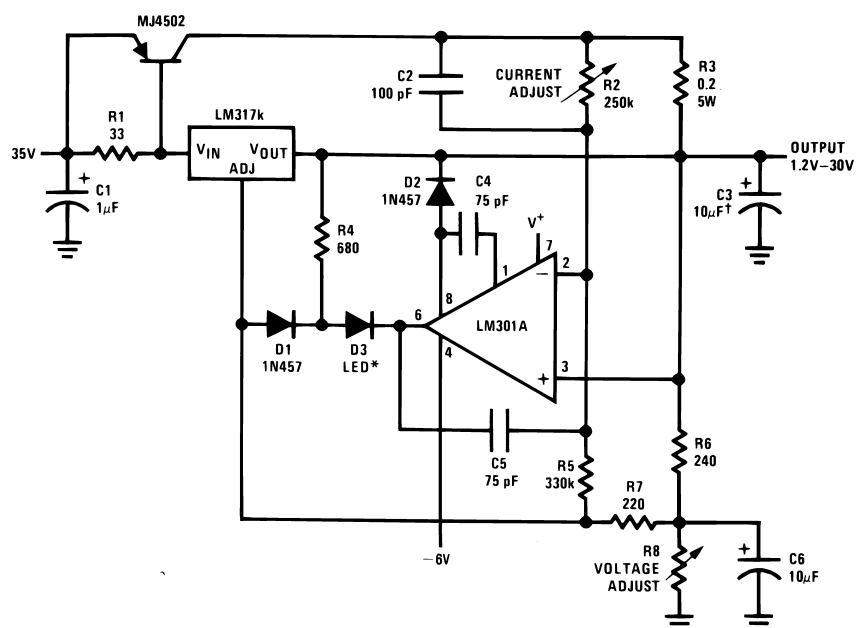 MJ4502
R1
33
35V
C1
1μF
+
LM317k
VIN
VOUT
ADJ
C2
100 pF
CURRENT
ADJUST
R2
250k
R3
0.2
5W
OUTPUT
1.2V–30V
+
C3
10μF†
D2
1N457
C4
75 pF
R4
680
V+
7
1
2
−
8
6
LM301A
4
3
+
D1
1N457
D3
LED*
C5
75 pF
R5
330k
R6
240
R7
220
−6V
R8
VOLTAGE
ADJUST
+
C6
10μF